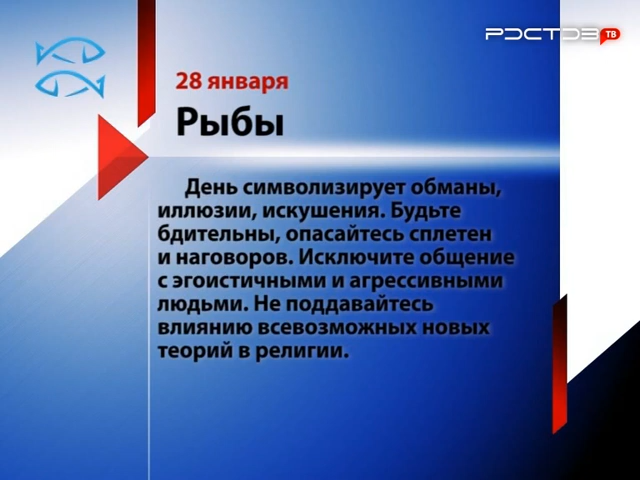 РОСТОВ ТВ
28 января
Рыбы
День символизирует обманы,
иллюзии, искушения. Будьте
бдительны, опасайтесь сплетен
и наговоров. Исключите общение
с эгоистичными и агрессивными
людьми. Не поддавайтесь
влиянию всевозможных новых
теорий в религии.